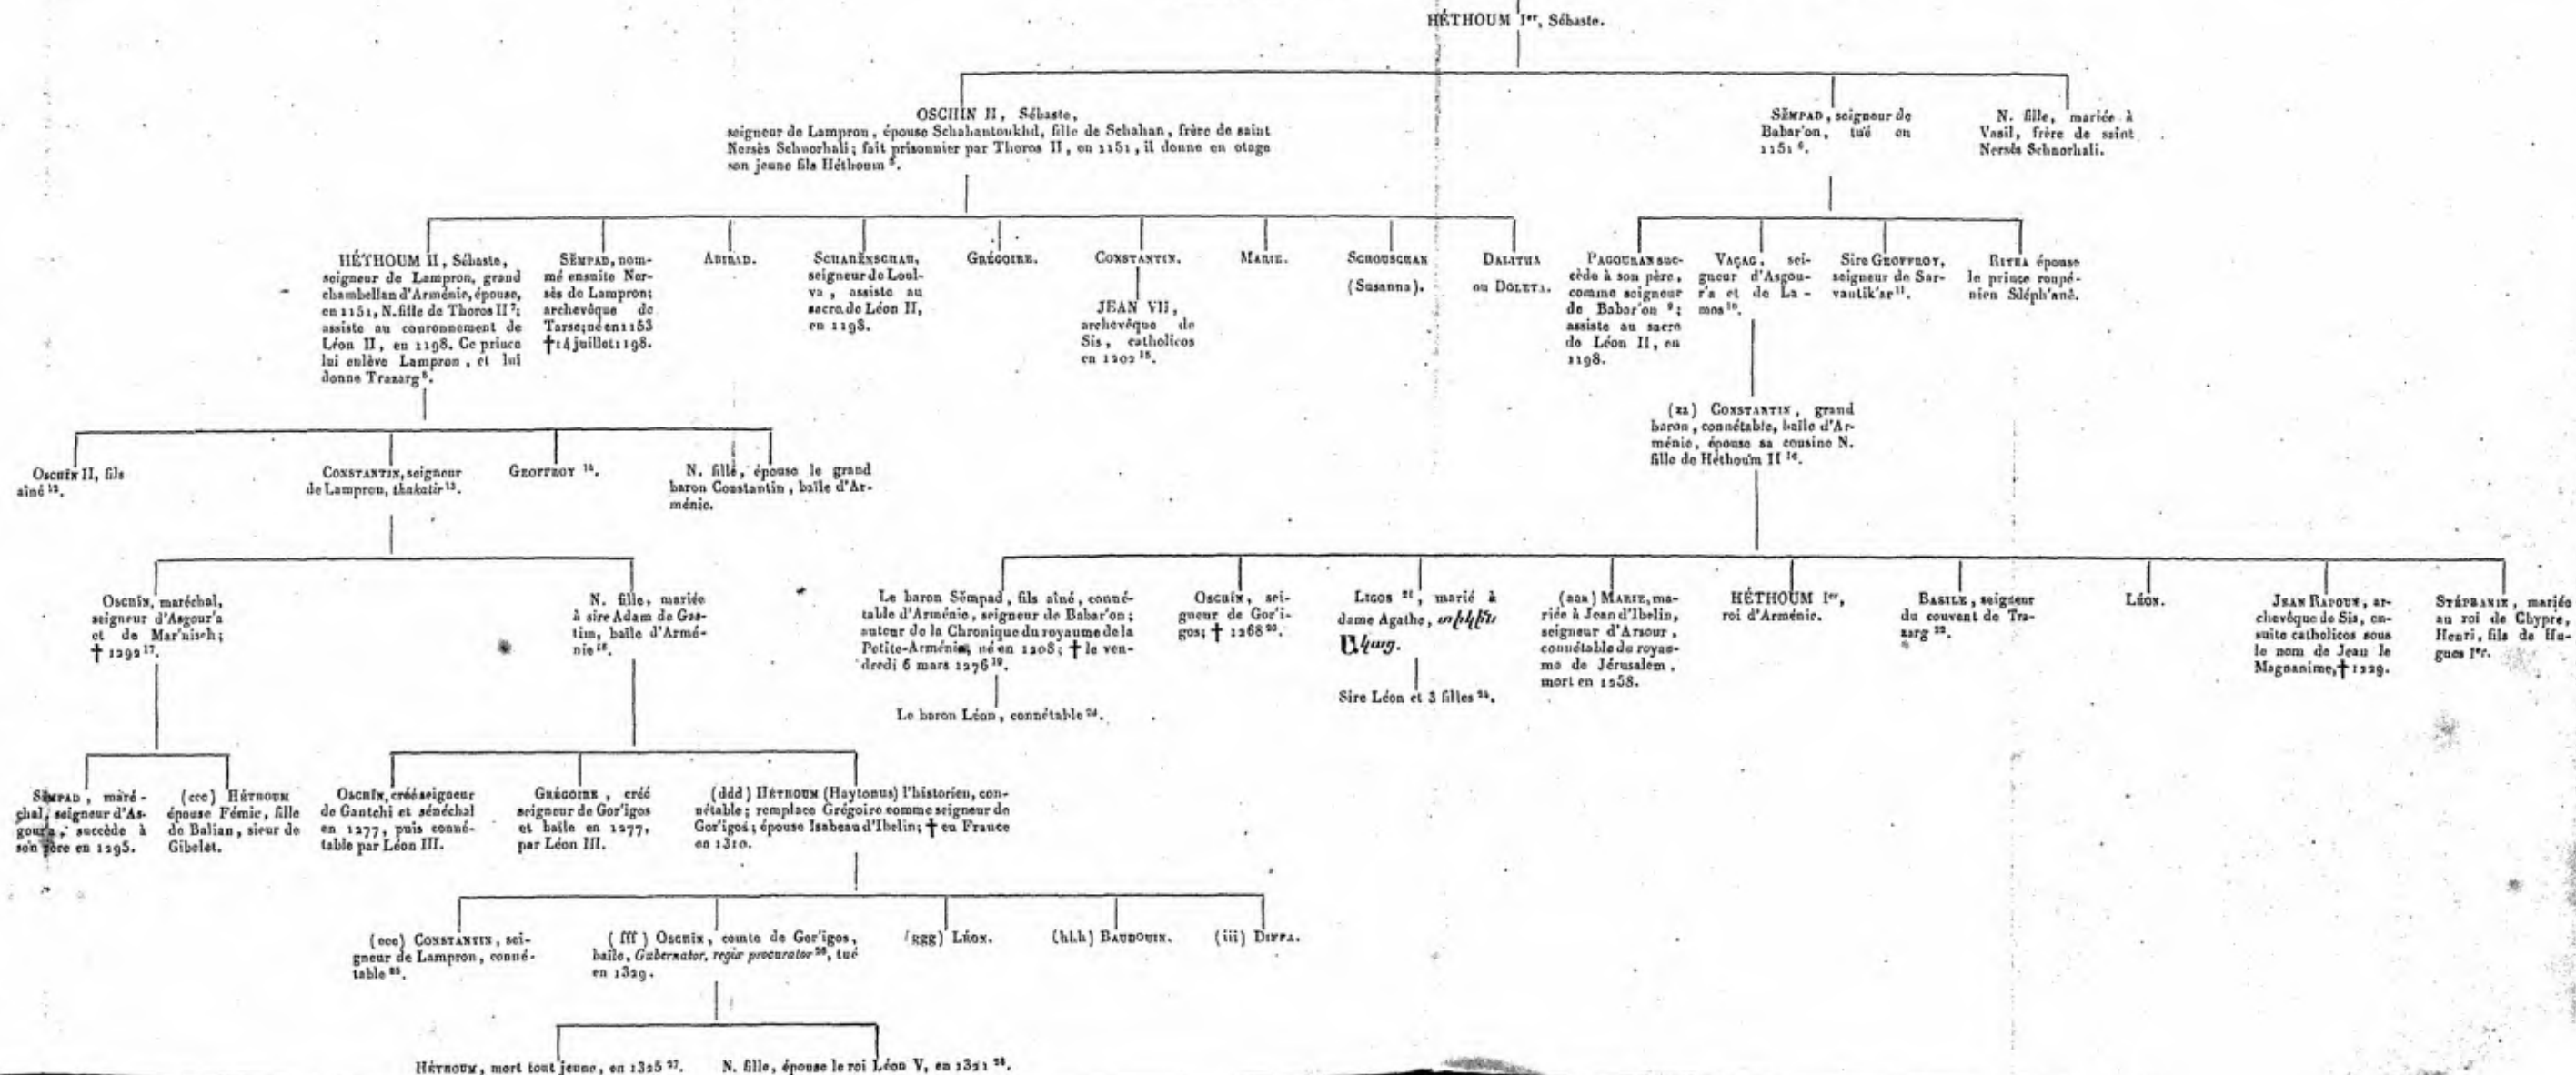 HÉTHOUM Iᵉʳ, Sébaste.
OSCHIN II, Sébaste,
seigneur de Lampron, épouse Schahantoukhd, fille de Schahan, frère de saint
Nersès Schnorhali; fait prisonnier par Thoros II, en 1151, il donne en otage
son jeune fils Héthoum ⁵.
SĔMPAD, seigneur de
Babar'on, tué en
1151 ⁶.
N. fille, mariée à
Vasil, frère de saint
Nersès Schnorhali.
HÉTHOUM II, Sébaste,
seigneur de Lampron, grand
chambellan d'Arménie, épouse,
en 1151, N. fille de Thoros II ⁷;
assiste au couronnement de
Léon II, en 1198. Ce prince
lui enlève Lampron, et lui
donne Trazarg ⁸.
SĔMPAD, nom-
mé ensuite Ner-
sès de Lampron;
archevêque de
Tarse; né en 1153
† 14 juillet 1198.
ABIRAD.
SCHAHĔNSCHAH,
seigneur de Loul-
va, assiste au
sacre de Léon II,
en 1198.
GRÉGOIRE.
CONSTANTIN.
JEAN VII,
archevêque de
Sis, catholicos
en 1202 ¹⁵.
MARIE.
SCHOUSCHAN
(Susanna).
DALITHA
ou DOLETA.
PAGOURAN suc-
cède à son père,
comme seigneur
de Babar'on ⁹;
assiste au sacre
de Léon II, en
1198.
VAÇAG, sei-
gneur d'Asgou-
r'a et de La-
mos ¹⁰.
Sire GEOFFROY,
seigneur de Sar-
vantik'ar ¹¹.
RITHA épouse
le prince roupé-
nien Sdéph'anê.
OSCHÏN II, fils
aîné ¹².
CONSTANTIN, seigneur
de Lampron, thakatir ¹³.
GEOFFROY ¹⁴.
N. fille, épouse le grand
baron Constantin, baïle d'Ar-
ménie.
(zz) CONSTANTIN, grand
baron, connétable, baïle d'Ar-
ménie, épouse sa cousine N.
fille de Héthoum II ¹⁶.
OSCHÏN, maréchal,
seigneur d'Asgour'a
et de Mar'nisch;
† 1292 ¹⁷.
N. fille, mariée
à sire Adam de Gas-
tim, baïle d'Armé-
nie ¹⁸.
Le baron Sĕmpad, fils aîné, conné-
table d'Arménie, seigneur de Babar'on;
auteur de la Chronique du royaume de la
Petite-Arménie, né en 1208; † le ven-
dredi 6 mars 1276 ¹⁹.
Le baron Léon, connétable ²³.
OSCHÏN, sei-
gneur de Gor'i-
gos; † 1268 ²⁰.
LIGOS ²¹, marié à
dame Agathe, տիկին
Ակաց.
Sire Léon et 3 filles ²⁴.
(aaa) MARIE, ma-
riée à Jean d'Ibelin,
seigneur d'Arsour,
connétable du royau-
me de Jérusalem,
mort en 1258.
HÉTHOUM Iᵉʳ,
roi d'Arménie.
BASILE, seigneur
du couvent de Tra-
zarg ²².
LÉON.
JEAN RAPOUN, ar-
chevêque de Sis, en-
suite catholicos sous
le nom de Jean le
Magnanime, † 1229.
STÉPHANIE, mariée
au roi de Chypre,
Henri, fils de Hu-
gues Iᵉʳ.
SĔMPAD, maré-
chal, seigneur d'As-
gour'a, succède à
son père en 1295.
(ccc) HÉTHOUM
épouse Fémie, fille
de Balian, sieur de
Gibelet.
OSCHÏN, créé seigneur
de Gantchi et sénéchal
en 1277, puis conné-
table par Léon III.
GRÉGOIRE, créé
seigneur de Gor'igos
et baïle en 1277,
par Léon III.
(ddd) HÉTHOUM (Haytonus) l'historien, con-
nétable; remplace Grégoire comme seigneur de
Gor'igos; épouse Isabeau d'Ibelin; † en France
en 1310.
(eee) CONSTANTIN, sei-
gneur de Lampron, conné-
table ²⁵.
(fff) OSCHÏN, comte de Gor'igos,
baïle, Gubernator, regiæ procurator ²⁶, tué
en 1329.
(ggg) LÉON.
(hhh) BAUDOUIN.
(iii) DIFFA.
HÉTHOUM, mort tout jeune, en 1325 ²⁷.
N. fille, épouse le roi Léon V, en 1321 ²⁸.